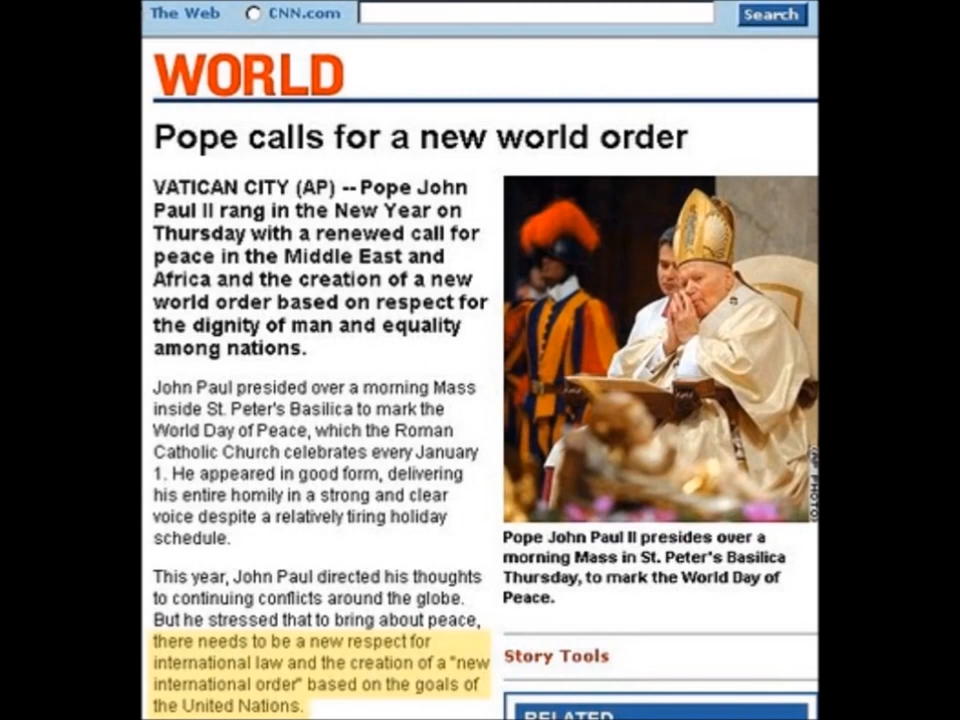 The Web
CNN.com
Search
WORLD
Pope calls for a new world order
VATICAN CITY (AP) -- Pope John
Paul II rang in the New Year on
Thursday with a renewed call for
peace in the Middle East and
Africa and the creation of a new
world order based on respect for
the dignity of man and equality
among nations.
John Paul presided over a morning Mass
inside St. Peter's Basilica to mark the
World Day of Peace, which the Roman
Catholic Church celebrates every January
1. He appeared in good form, delivering
his entire homily in a strong and clear
voice despite a relatively tiring holiday
schedule.
This year, John Paul directed his thoughts
to continuing conflicts around the globe.
But he stressed that to bring about peace,
there needs to be a new respect for
international law and the creation of a "new
international order" based on the goals of
the United Nations.
(AP PHOTO)
Pope John Paul II presides over a
morning Mass in St. Peter's Basilica
Thursday, to mark the World Day of
Peace.
Story Tools
RELATED